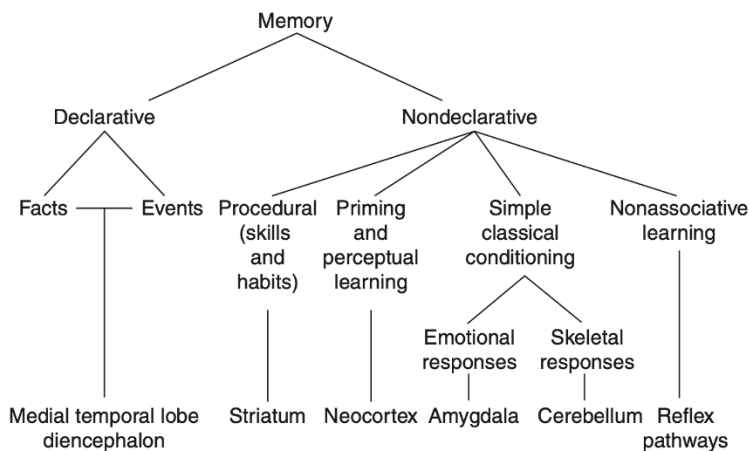 Memory
Declarative
Nondeclarative
Facts
Events
Procedural
(skills
and
habits)
Priming
and
perceptual
learning
Simple
classical
conditioning
Nonassociative
learning
Emotional
responses
Skeletal
responses
Medial temporal lobe
diencephalon
Striatum
Neocortex
Amygdala
Cerebellum
Reflex
pathways